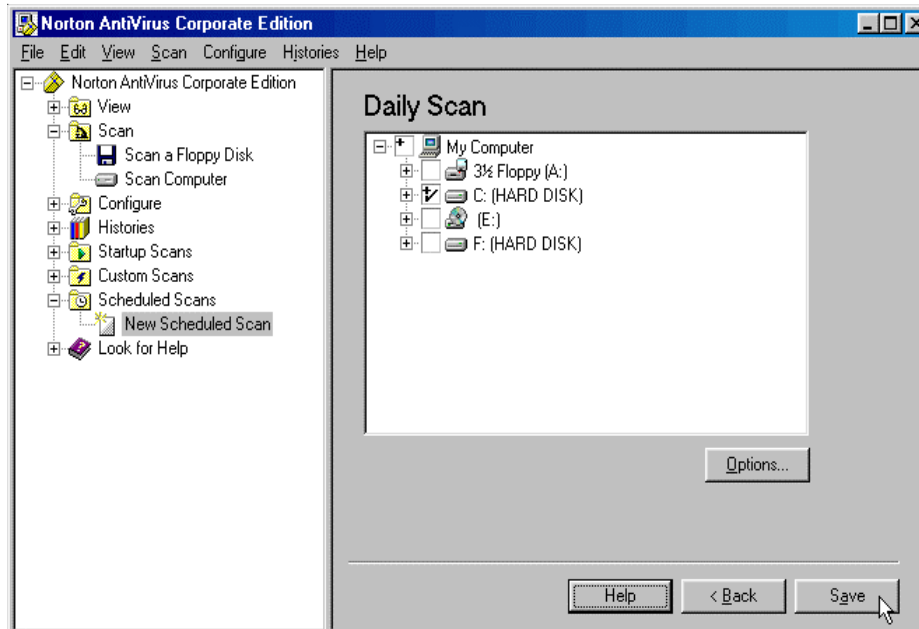 Norton AntiVirus Corporate Edition
File Edit View Scan Configure Histories Help
Norton AntiVirus Corporate Edition
View
Scan
Scan a Floppy Disk
Scan Computer
Configure
Histories
Startup Scans
Custom Scans
Scheduled Scans
New Scheduled Scan
Look for Help
Daily Scan
My Computer
3½ Floppy (A:)
C: (HARD DISK)
(E:)
F: (HARD DISK)
Options...
Help < Back Save